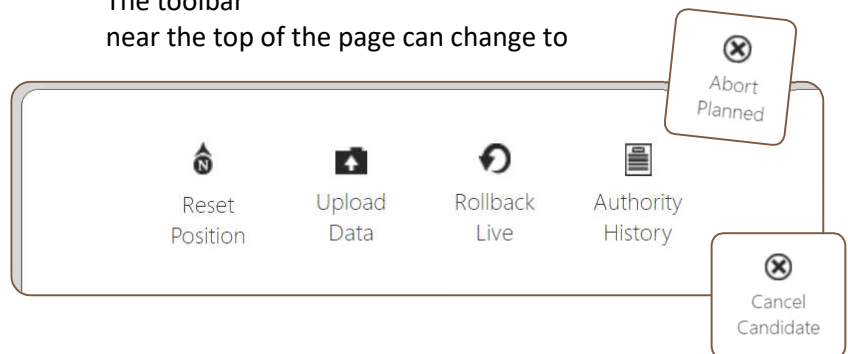 The toolbar
near the top of the page can change to
Abort
Planned
N
Reset
Position
Upload
Data
Rollback
Live
Authority
History
Cancel
Candidate